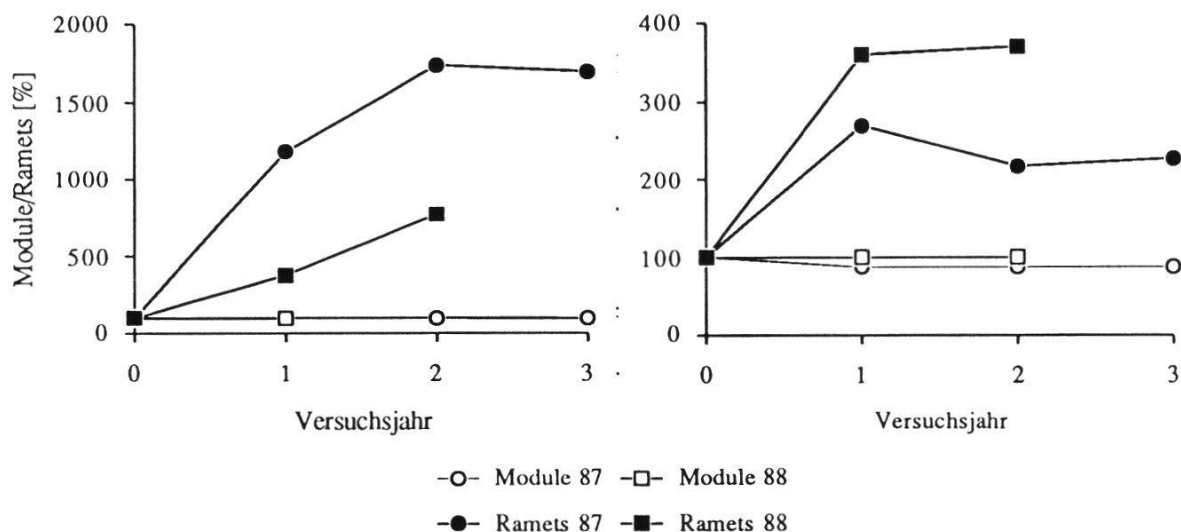 Module/Ramets [%]
2000
1500
1000
500
0
0 1 2 3
Versuchsjahr
400
300
200
100
0
0 1 2 3
Versuchsjahr
Module 87 Module 88
Ramets 87 Ramets 88